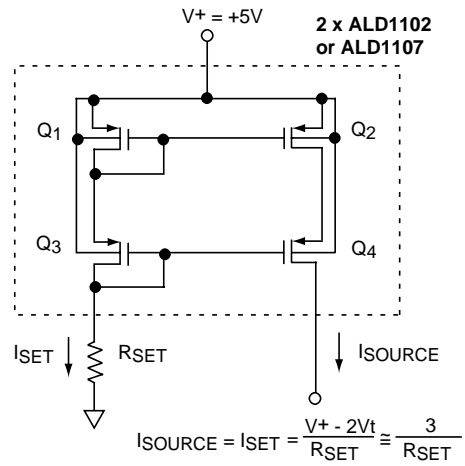 V+ = +5V
2 x ALD1102
or ALD1107
Q1
Q2
Q3
Q4
ISET
RSET
ISOURCE
ISOURCE = ISET = V+ - 2Vt / RSET ≅ 3 / RSET